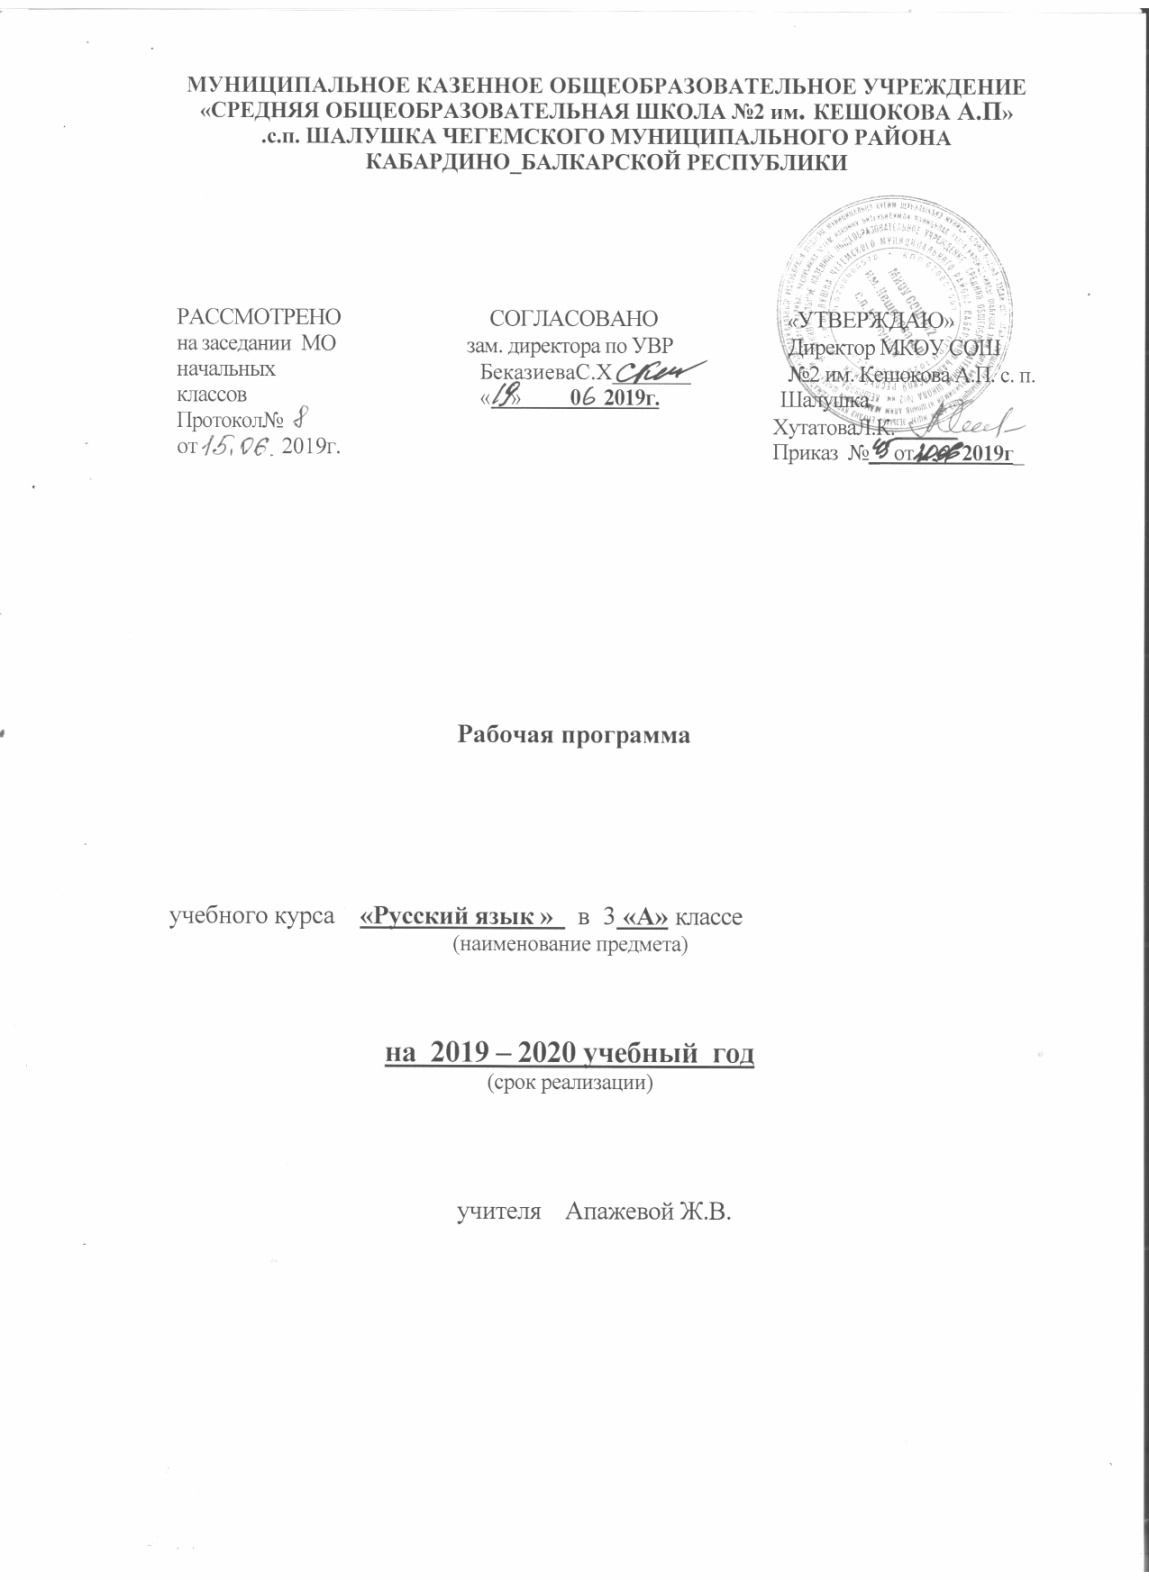 МУНИЦИПАЛЬНОЕ КАЗЕННОЕ ОБЩЕОБРАЗОВАТЕЛЬНОЕ УЧРЕЖДЕНИЕ
«СРЕДНЯЯ ОБЩЕОБРАЗОВАТЕЛЬНАЯ ШКОЛА №2 им. КЕШОКОВА А.П»
.с.п. ШАЛУШКА ЧЕГЕМСКОГО МУНИЦИПАЛЬНОГО РАЙОНА
КАБАРДИНО_БАЛКАРСКОЙ РЕСПУБЛИКИ
РАССМОТРЕНО
на заседании МО
начальных
классов
Протокол№ 8
от 15.06. 2019г.
СОГЛАСОВАНО
зам. директора по УВР
БеказиеваС.Х
«19» 06 2019г.
«УТВЕРЖДАЮ»
Директор МКОУ СОШ
№2 им. Кешокова А.П. с. п.
Шалушка
ХутатоваЛ.К.
Приказ №45 от 20.06 2019г
Рабочая программа
учебного курса «Русский язык » в 3 «А» классе
(наименование предмета)
на 2019 – 2020 учебный год
(срок реализации)
учителя Апажевой Ж.В.